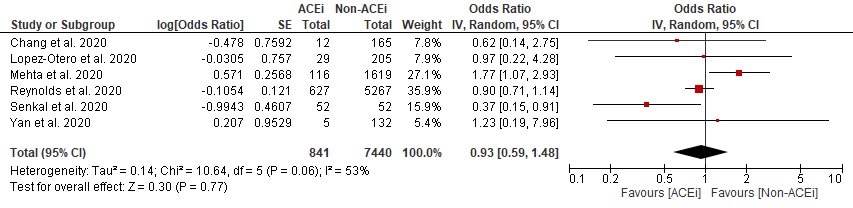 ACEi Non-ACEi Odds Ratio Odds Ratio
Study or Subgroup log[Odds Ratio] SE Total Total Weight IV, Random, 95% CI IV, Random, 95% CI
Chang et al. 2020 -0.478 0.7592 12 165 7.8% 0.62 [0.14, 2.75]
Lopez-Otero et al. 2020 -0.0305 0.757 29 205 7.9% 0.97 [0.22, 4.28]
Mehta et al. 2020 0.571 0.2568 116 1619 27.1% 1.77 [1.07, 2.93]
Reynolds et al. 2020 -0.1054 0.121 627 5267 35.9% 0.90 [0.71, 1.14]
Senkal et al. 2020 -0.9943 0.4607 52 52 15.9% 0.37 [0.15, 0.91]
Yan et al. 2020 0.207 0.9529 5 132 5.4% 1.23 [0.19, 7.96]
Total (95% CI) 841 7440 100.0% 0.93 [0.59, 1.48]
Heterogeneity: Tau² = 0.14; Chi² = 10.64, df = 5 (P = 0.06); I² = 53%
Test for overall effect: Z = 0.30 (P = 0.77)
0.1 0.2 0.5 1 2 5 10
Favours [ACEi] Favours [Non-ACEi]